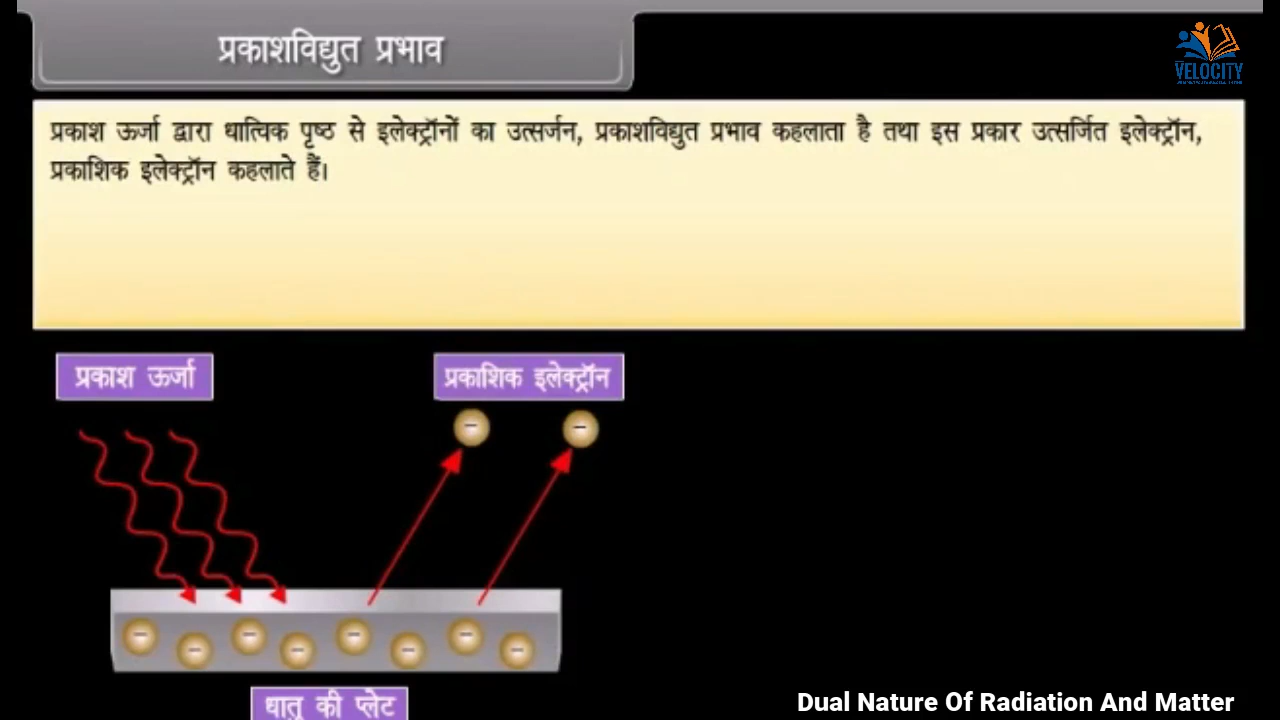 प्रकाशविद्युत प्रभाव
VELOCITY
प्रकाश ऊर्जा द्वारा धात्विक पृष्ठ से इलेक्ट्रॉनों का उत्सर्जन, प्रकाशविद्युत प्रभाव कहलाता है तथा इस प्रकार उत्सर्जित इलेक्ट्रॉन,
प्रकाशिक इलेक्ट्रॉन कहलाते हैं।
प्रकाश ऊर्जा
प्रकाशिक इलेक्ट्रॉन
धातु की प्लेट
Dual Nature Of Radiation And Matter